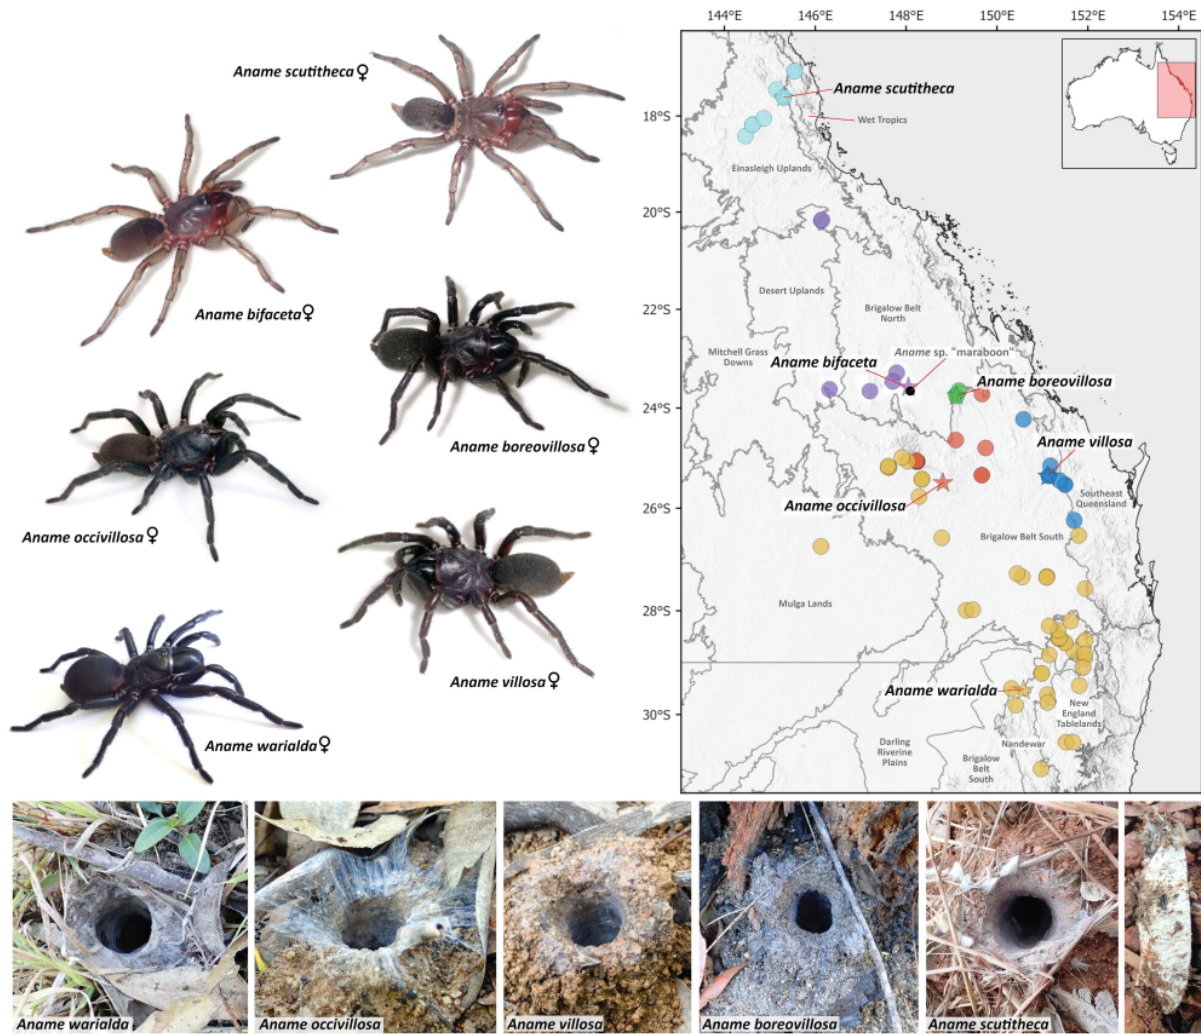 Aname scutitheca♀
Aname bifaceta♀
Aname boreovillosa♀
Aname occivillosa♀
Aname villosa♀
Aname warialda♀
144°E 146°E 148°E 150°E 152°E 154°E
18°S
20°S
22°S
24°S
26°S
28°S
30°S
Aname scutitheca
Wet Tropics
Einasleigh Uplands
Desert Uplands
Brigalow Belt
North
Mitchell Grass
Downs
Aname bifaceta
Aname sp. "maraboon"
Aname boreovillosa
Aname villosa
Aname occivillosa
Southeast
Queensland
Brigalow Belt South
Mulga Lands
Aname warialda
New
England
Tablelands
Nandewar
Darling
Riverine
Plains
Brigalow
Belt
South
Aname warialda
Aname occivillosa
Aname villosa
Aname boreovillosa
Aname scutitheca